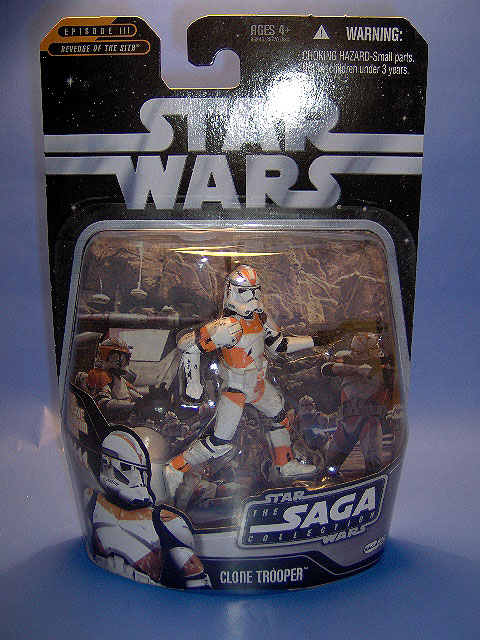 EPISODE III
REVENGE OF THE SITH
AGES 4+
WARNING:
CHOKING HAZARD-Small parts.
children under 3 years.
STAR
WARS
STAR
THE
SAGA
COLLECTION
WARS
CLONE TROOPER™